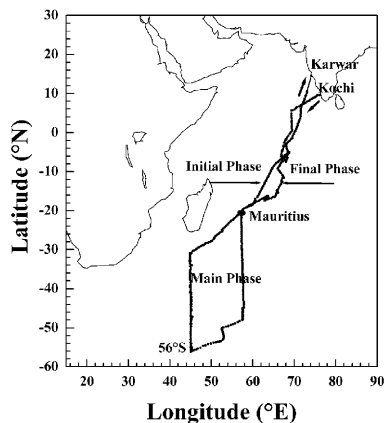 30
20
10
0
-10
-20
-30
-40
-50
-60
Latitude (°N)
Karwar
Kochi
Initial Phase
Final Phase
Mauritius
Main Phase
56°S
20 30 40 50 60 70 80 90
Longitude (°E)